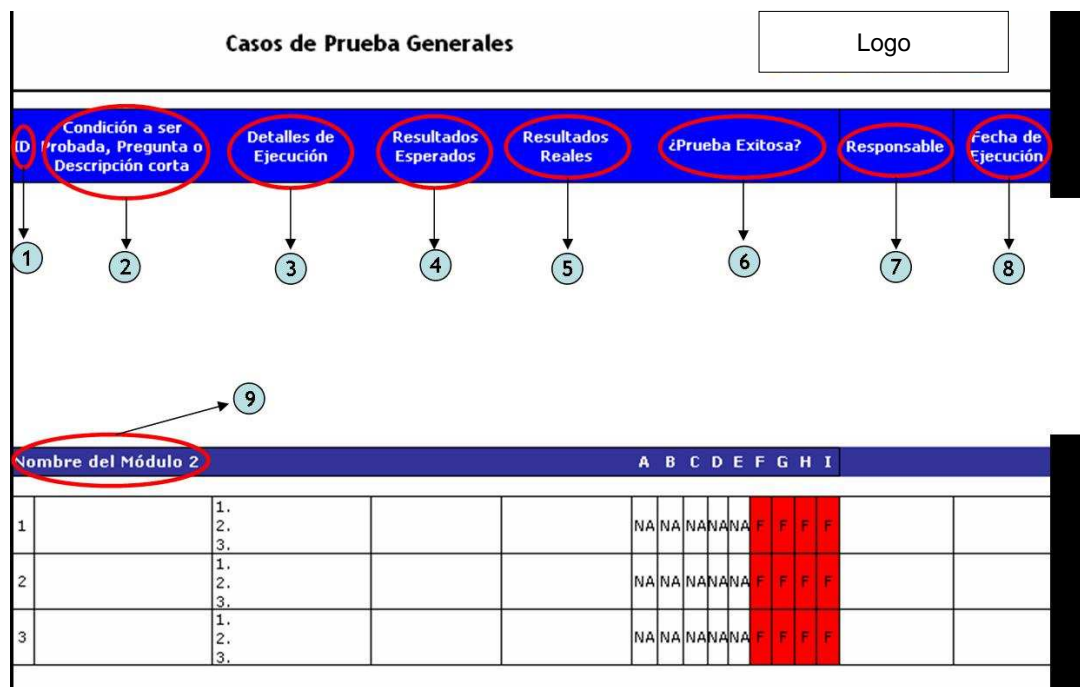 Casos de Prueba Generales
Logo
ID
Condición a ser
Probada, Pregunta o
Descripción corta
Detalles de
Ejecución
Resultados
Esperados
Resultados
Reales
¿Prueba Exitosa?
Responsable
Fecha de
Ejecución
1
2
3
4
5
6
7
8
9
Nombre del Módulo 2
A B C D E F G H I
1
1.
2.
3.
NA NA NA NA NA F F F F
2
1.
2.
3.
NA NA NA NA NA F F F F
3
1.
2.
3.
NA NA NA NA NA F F F F